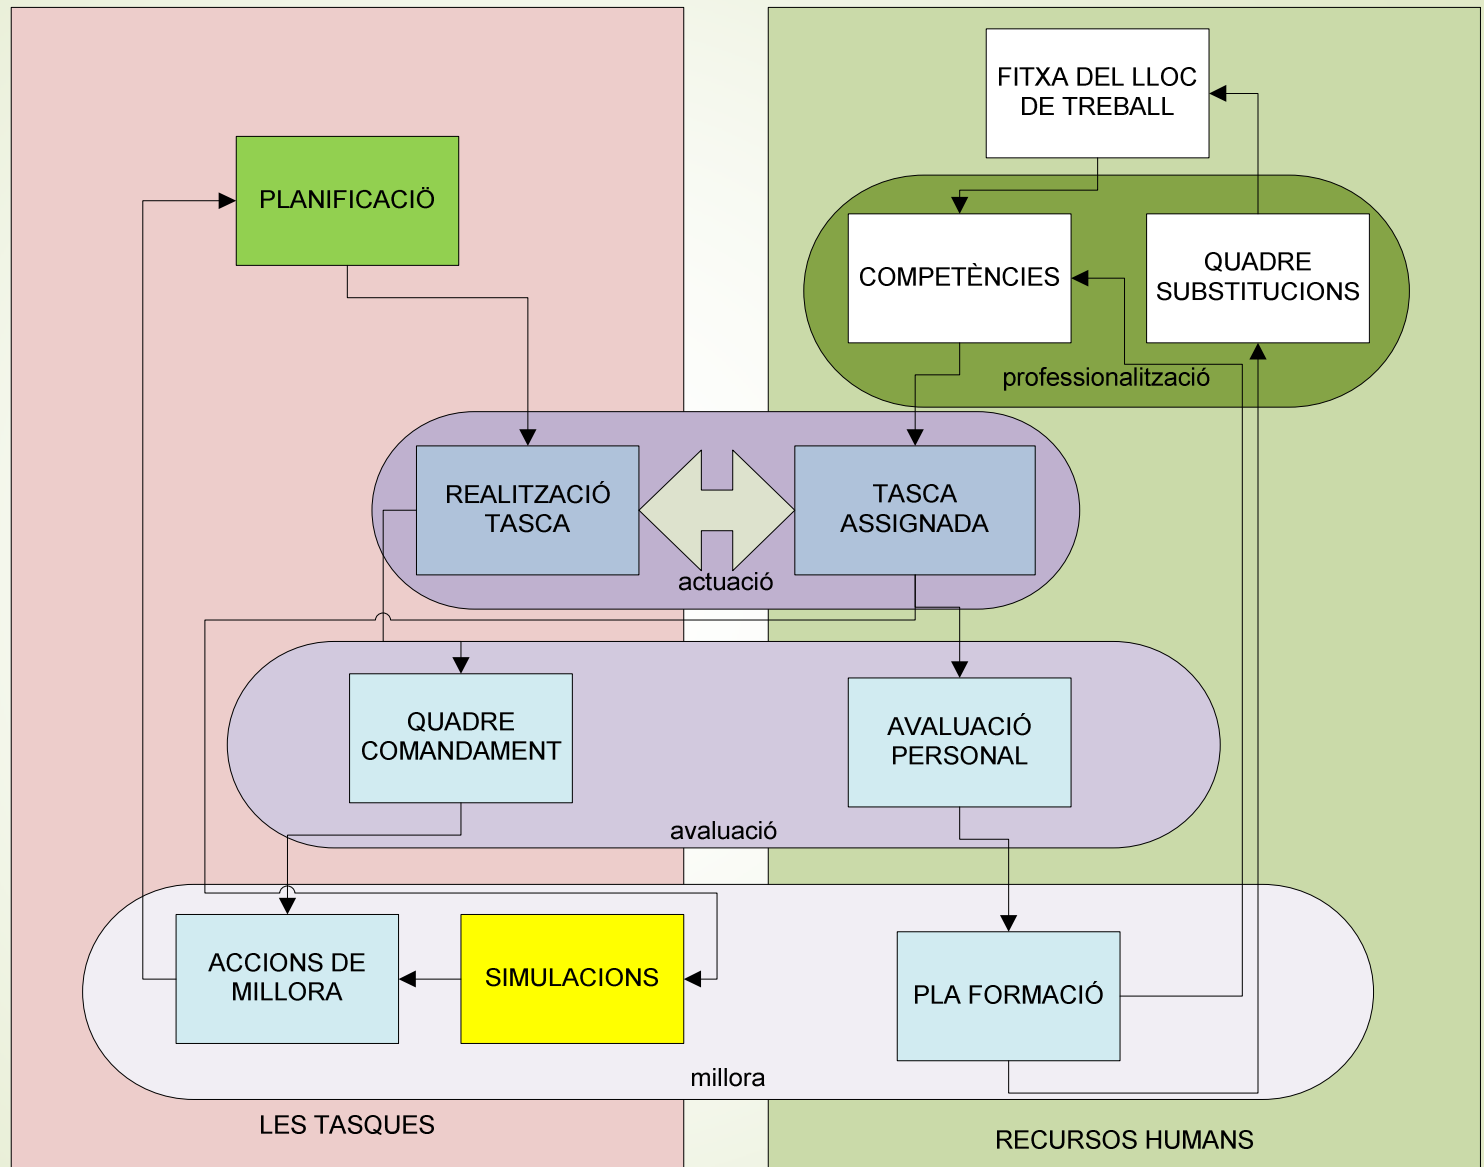 FITXA DEL LLOC
DE TREBALL
PLANIFICACIÖ
COMPETÈNCIES
QUADRE
SUBSTITUCIONS
professionalització
REALITZACIÓ
TASCA
TASCA
ASSIGNADA
actuació
QUADRE
COMANDAMENT
AVALUACIÓ
PERSONAL
avaluació
ACCIONS DE
MILLORA
SIMULACIONS
PLA FORMACIÓ
millora
LES TASQUES
RECURSOS HUMANS